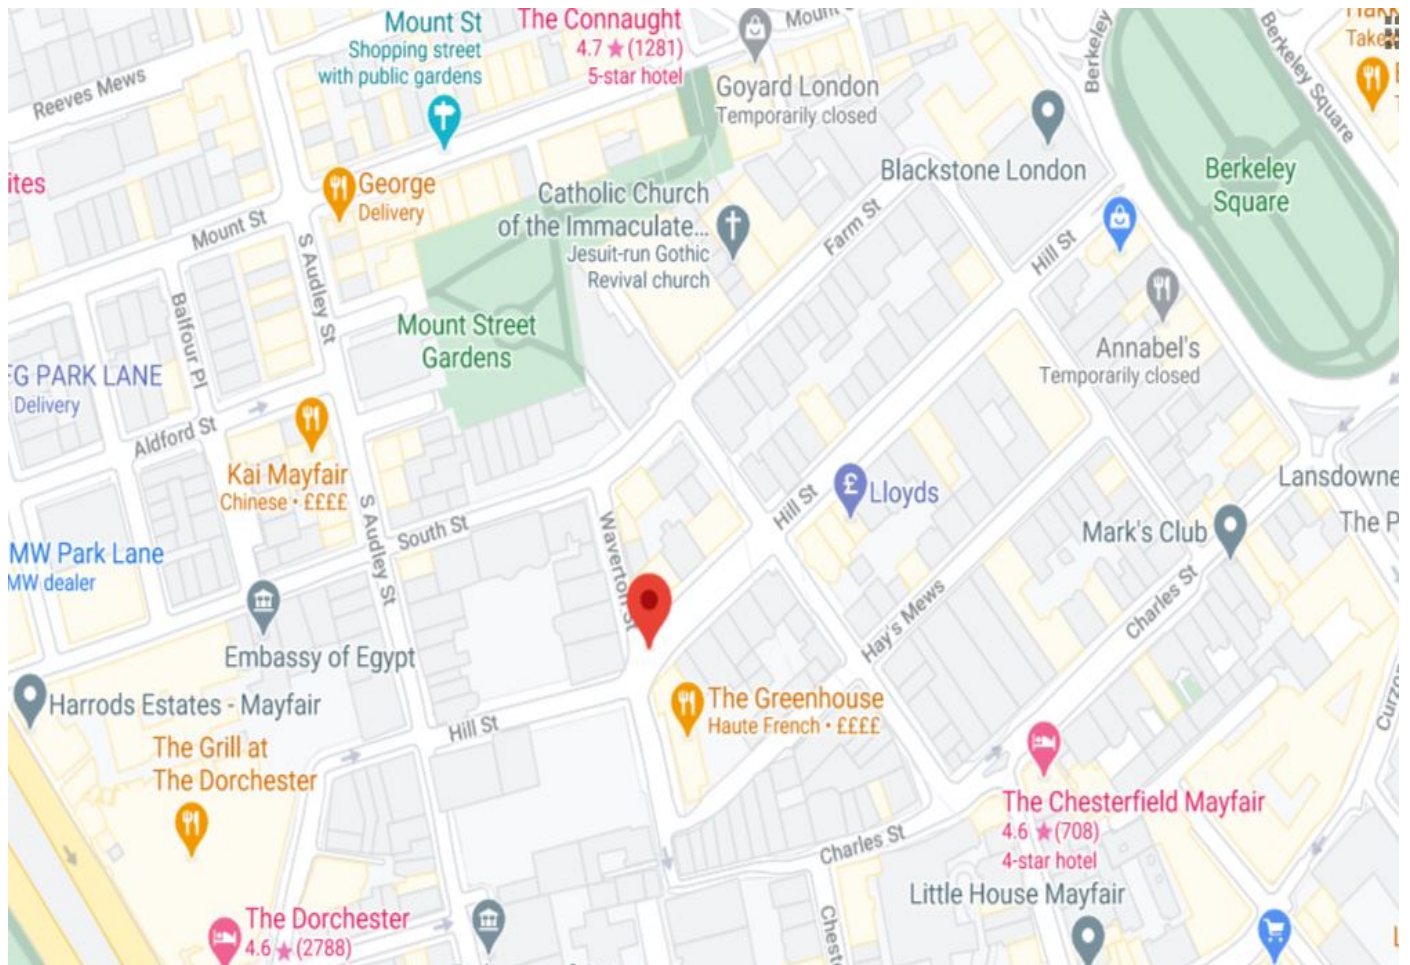 Mount St
Shopping street
with public gardens
The Connaught
4.7 ★ (1281)
5-star hotel
Mount
Goyard London
Temporarily closed
Berkeley
Berkeley Square
Take
Reeves Mews
Blackstone London
Berkeley
Square
ites
George
Delivery
Catholic Church
of the Immaculate...
Jesuit-run Gothic
Revival church
Farm St
Hill St
Mount St
S Audley St
Balfour Pl
Mount Street
Gardens
Annabel's
Temporarily closed
G PARK LANE
Delivery
Aldford St
Kai Mayfair
Chinese • ££££
S Audley St
South St
Waverton St
Hill St
£
Lloyds
Lansdowne
The P
Mark's Club
MW Park Lane
MW dealer
Hay's Mews
Charles St
Embassy of Egypt
Harrods Estates - Mayfair
The Greenhouse
Haute French • ££££
Hill St
Curzon
The Grill at
The Dorchester
The Chesterfield Mayfair
4.6 ★ (708)
4-star hotel
Charles St
Little House Mayfair
The Dorchester
4.6 ★ (2788)
Chest